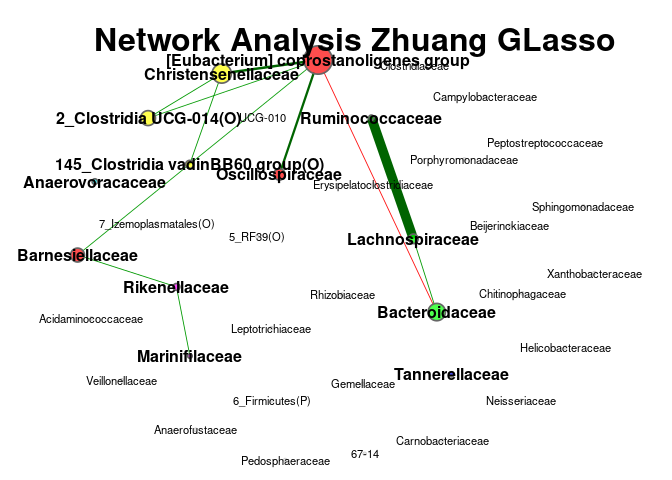 Network Analysis Zhuang GLasso
[Eubacterium] coprostanoligenes group
Clostridiaceae
Christensenellaceae
Campylobacteraceae
2_Clostridia UCG-014(O)
UCG-010
Ruminococcaceae
Peptostreptococcaceae
Porphyromonadaceae
145_Clostridia vadinBB60 group(O)
Oscillospiraceae
Anaerovoracaceae
Erysipelatoclostridiaceae
Sphingomonadaceae
7_Izemoplasmatales(O)
Beijerinckiaceae
5_RF39(O)
Lachnospiraceae
Barnesiellaceae
Xanthobacteraceae
Rikenellaceae
Rhizobiaceae
Chitinophagaceae
Bacteroidaceae
Acidaminococcaceae
Leptotrichiaceae
Helicobacteraceae
Marinifilaceae
Tannerellaceae
Veillonellaceae
Gemellaceae
6_Firmicutes(P)
Neisseriaceae
Anaerofustaceae
Carnobacteriaceae
67-14
Pedosphaeraceae